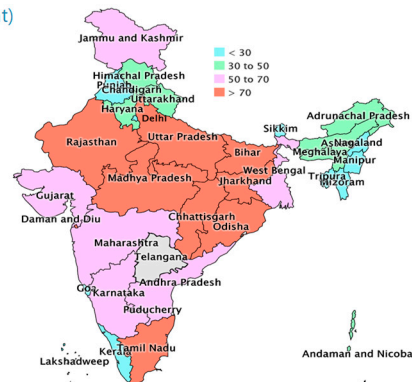 t)
Jammu and Kashmir
< 30
30 to 50
50 to 70
> 70
Himachal Pradesh
Punjab
Chandigarh
Uttarakhand
Haryana
Delhi
Adrunachal Pradesh
Sikkim
Nagaland
Rajasthan
Uttar Pradesh
Bihar
Meghalaya
Manipur
West Bengal
Tripura
Mizoram
Madhya Pradesh
Jharkhand
Gujarat
Chhattisgarh
Odisha
Daman and Diu
Maharashtra
Telangana
Andhra Pradesh
Goa
Karnataka
Puducherry
Tamil Nadu
Kerala
Lakshadweep
Andaman and Nicoba